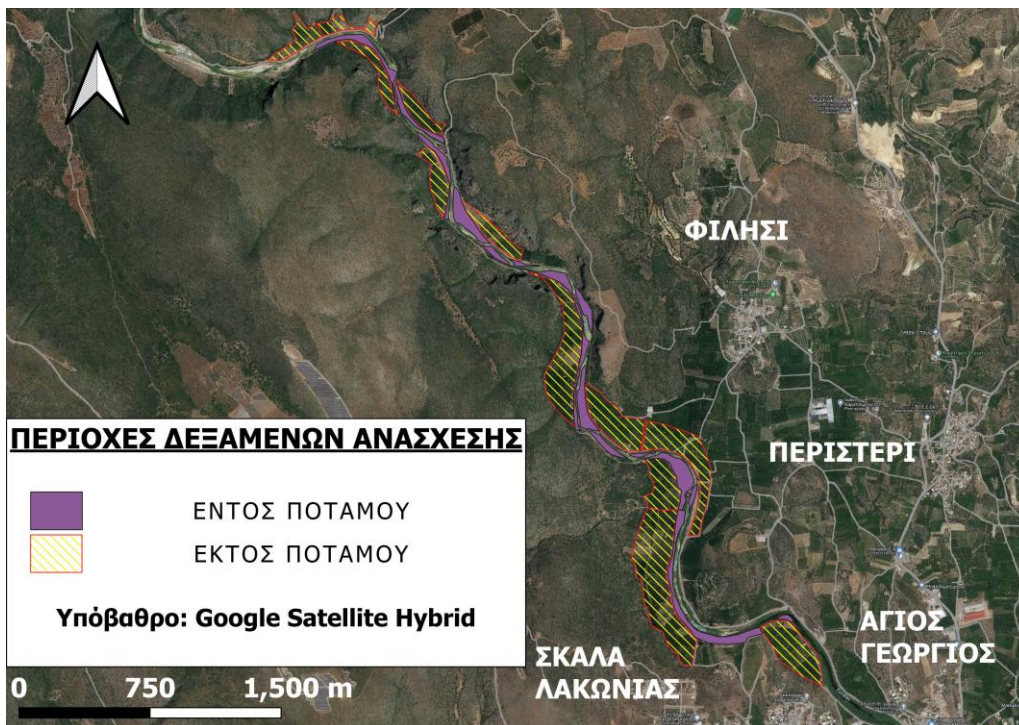 ΦΙΛΗΣΙ
ΠΕΡΙΣΤΕΡΙ
ΑΓΙΟΣ
ΓΕΩΡΓΙΟΣ
ΣΚΑΛΑ
ΛΑΚΩΝΙΑΣ
ΠΕΡΙΟΧΕΣ ΔΕΞΑΜΕΝΩΝ ΑΝΑΣΧΕΣΗΣ
ΕΝΤΟΣ ΠΟΤΑΜΟΥ
ΕΚΤΟΣ ΠΟΤΑΜΟΥ
Υπόβαθρο: Google Satellite Hybrid
0 750 1,500 m